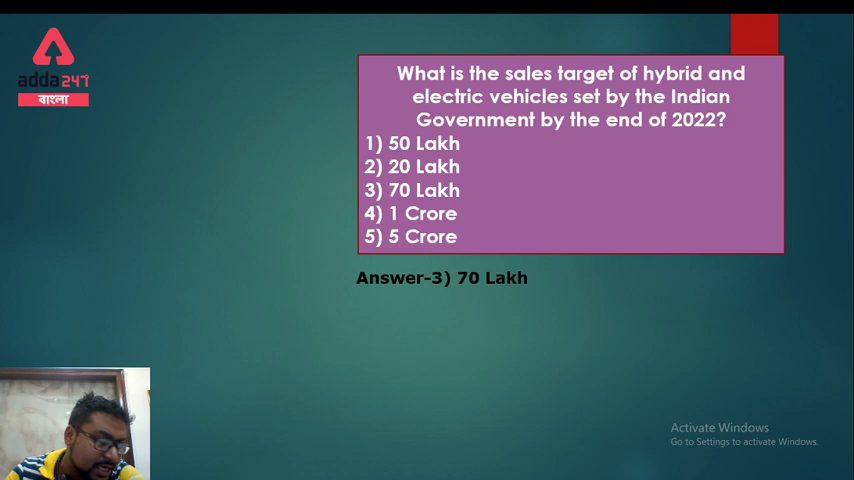 adda247
বাংলা
What is the sales target of hybrid and
electric vehicles set by the Indian
Government by the end of 2022?
1) 50 Lakh
2) 20 Lakh
3) 70 Lakh
4) 1 Crore
5) 5 Crore
Answer-3) 70 Lakh
Activate Windows
Go to Settings to activate Windows.